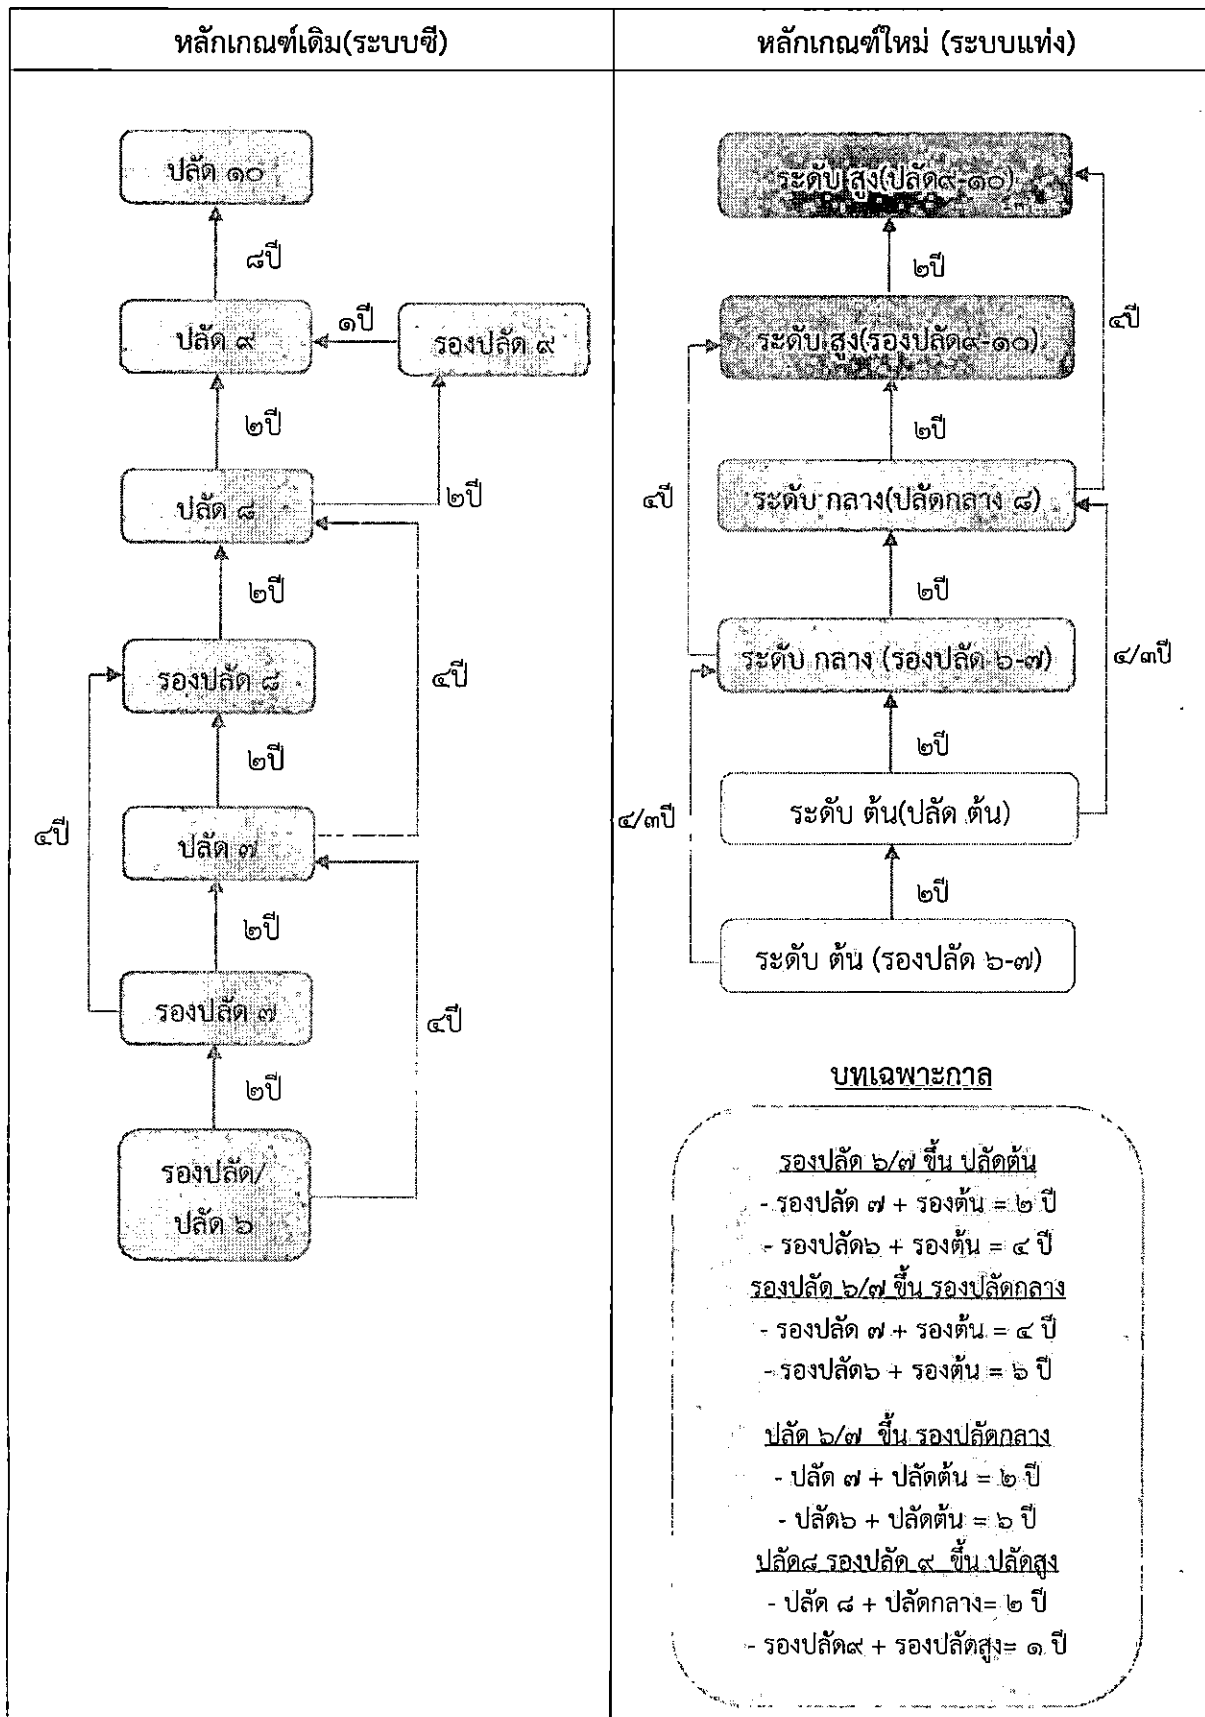 หลักเกณฑ์เดิม(ระบบซี)
ปลัด ๑๐
๘ปี
ปลัด ๙
๑ปี
รองปลัด ๙
๒ปี
๒ปี
ปลัด ๘
๒ปี
รองปลัด ๘
๔ปี
๒ปี
๔ปี
ปลัด ๗
๒ปี
รองปลัด ๗
๔ปี
๒ปี
รองปลัด/
ปลัด ๖
หลักเกณฑ์ใหม่ (ระบบแท่ง)
ระดับ สูง(ปลัด๙-๑๐)
๒ปี
๔ปี
ระดับ สูง(รองปลัด๙-๑๐)
๒ปี
๔ปี
ระดับ กลาง(ปลัดกลาง ๘)
๒ปี
ระดับ กลาง (รองปลัด ๖-๗)
๔/๓ปี
๒ปี
ระดับ ต้น(ปลัด ต้น)
๔/๓ปี
๒ปี
ระดับ ต้น (รองปลัด ๖-๗)
บทเฉพาะกาล
รองปลัด ๖/๗ ขึ้น ปลัดต้น
- รองปลัด ๗ + รองต้น = ๒ ปี
- รองปลัด๖ + รองต้น = ๔ ปี
รองปลัด ๖/๗ ขึ้น รองปลัดกลาง
- รองปลัด ๗ + รองต้น = ๔ ปี
- รองปลัด๖ + รองต้น = ๖ ปี
ปลัด ๖/๗ ขึ้น รองปลัดกลาง
- ปลัด ๗ + ปลัดต้น = ๒ ปี
- ปลัด๖ + ปลัดต้น = ๖ ปี
ปลัด๘ รองปลัด ๙ ขึ้น ปลัดสูง
- ปลัด ๘ + ปลัดกลาง= ๒ ปี
- รองปลัด๙ + รองปลัดสูง= ๑ ปี